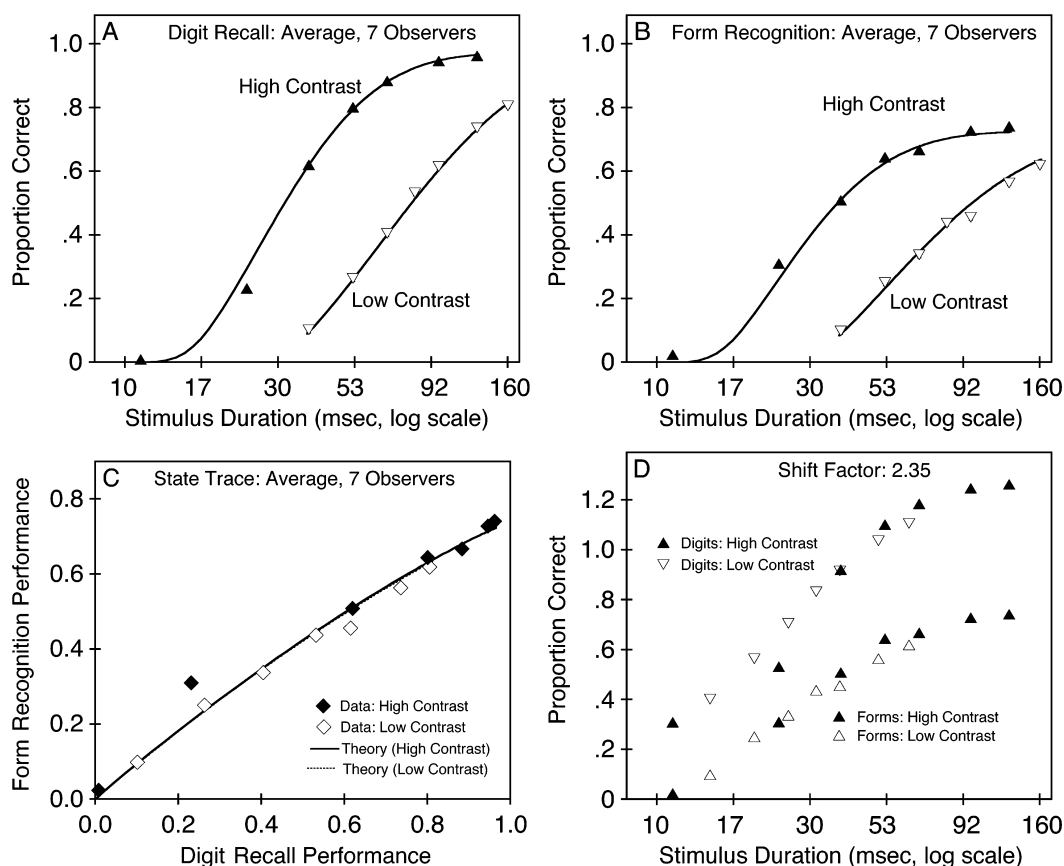 A
Digit Recall: Average, 7 Observers
1.0
0.8
.6
.4
.2
0
Proportion Correct
High Contrast
Low Contrast
10 17 30 53 92 160
Stimulus Duration (msec, log scale)
B
Form Recognition: Average, 7 Observers
1.0
0.8
.6
.4
.2
0
Proportion Correct
High Contrast
Low Contrast
10 17 30 53 92 160
Stimulus Duration (msec, log scale)
C
State Trace: Average, 7 Observers
0.8
0.6
0.4
0.2
0.0
Form Recognition Performance
Data: High Contrast
Data: Low Contrast
Theory (High Contrast)
Theory (Low Contrast)
0.0 0.2 0.4 0.6 0.8 1.0
Digit Recall Performance
D
Shift Factor: 2.35
1.2
1.0
0.8
.6
.4
.2
0
Proportion Correct
Digits: High Contrast
Digits: Low Contrast
Forms: High Contrast
Forms: Low Contrast
10 17 30 53 92 160
Stimulus Duration (msec, log scale)